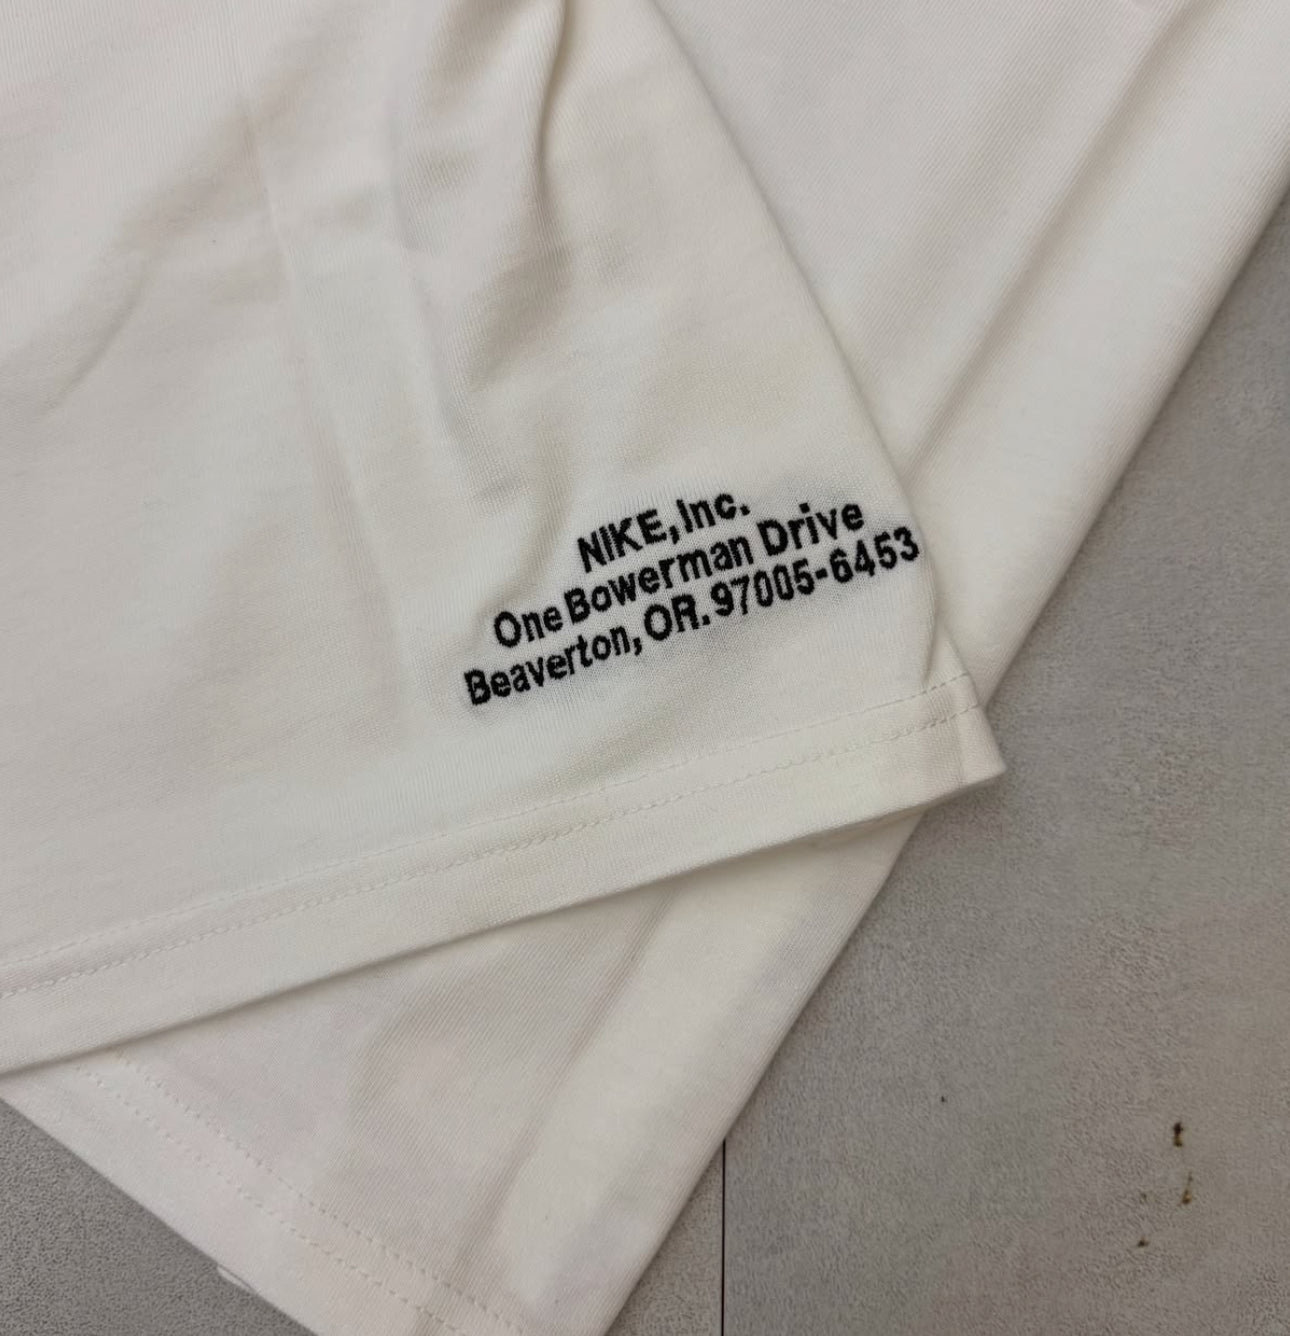 NIKE, Inc.
One Bowerman Drive
Beaverton, OR. 97005-6453